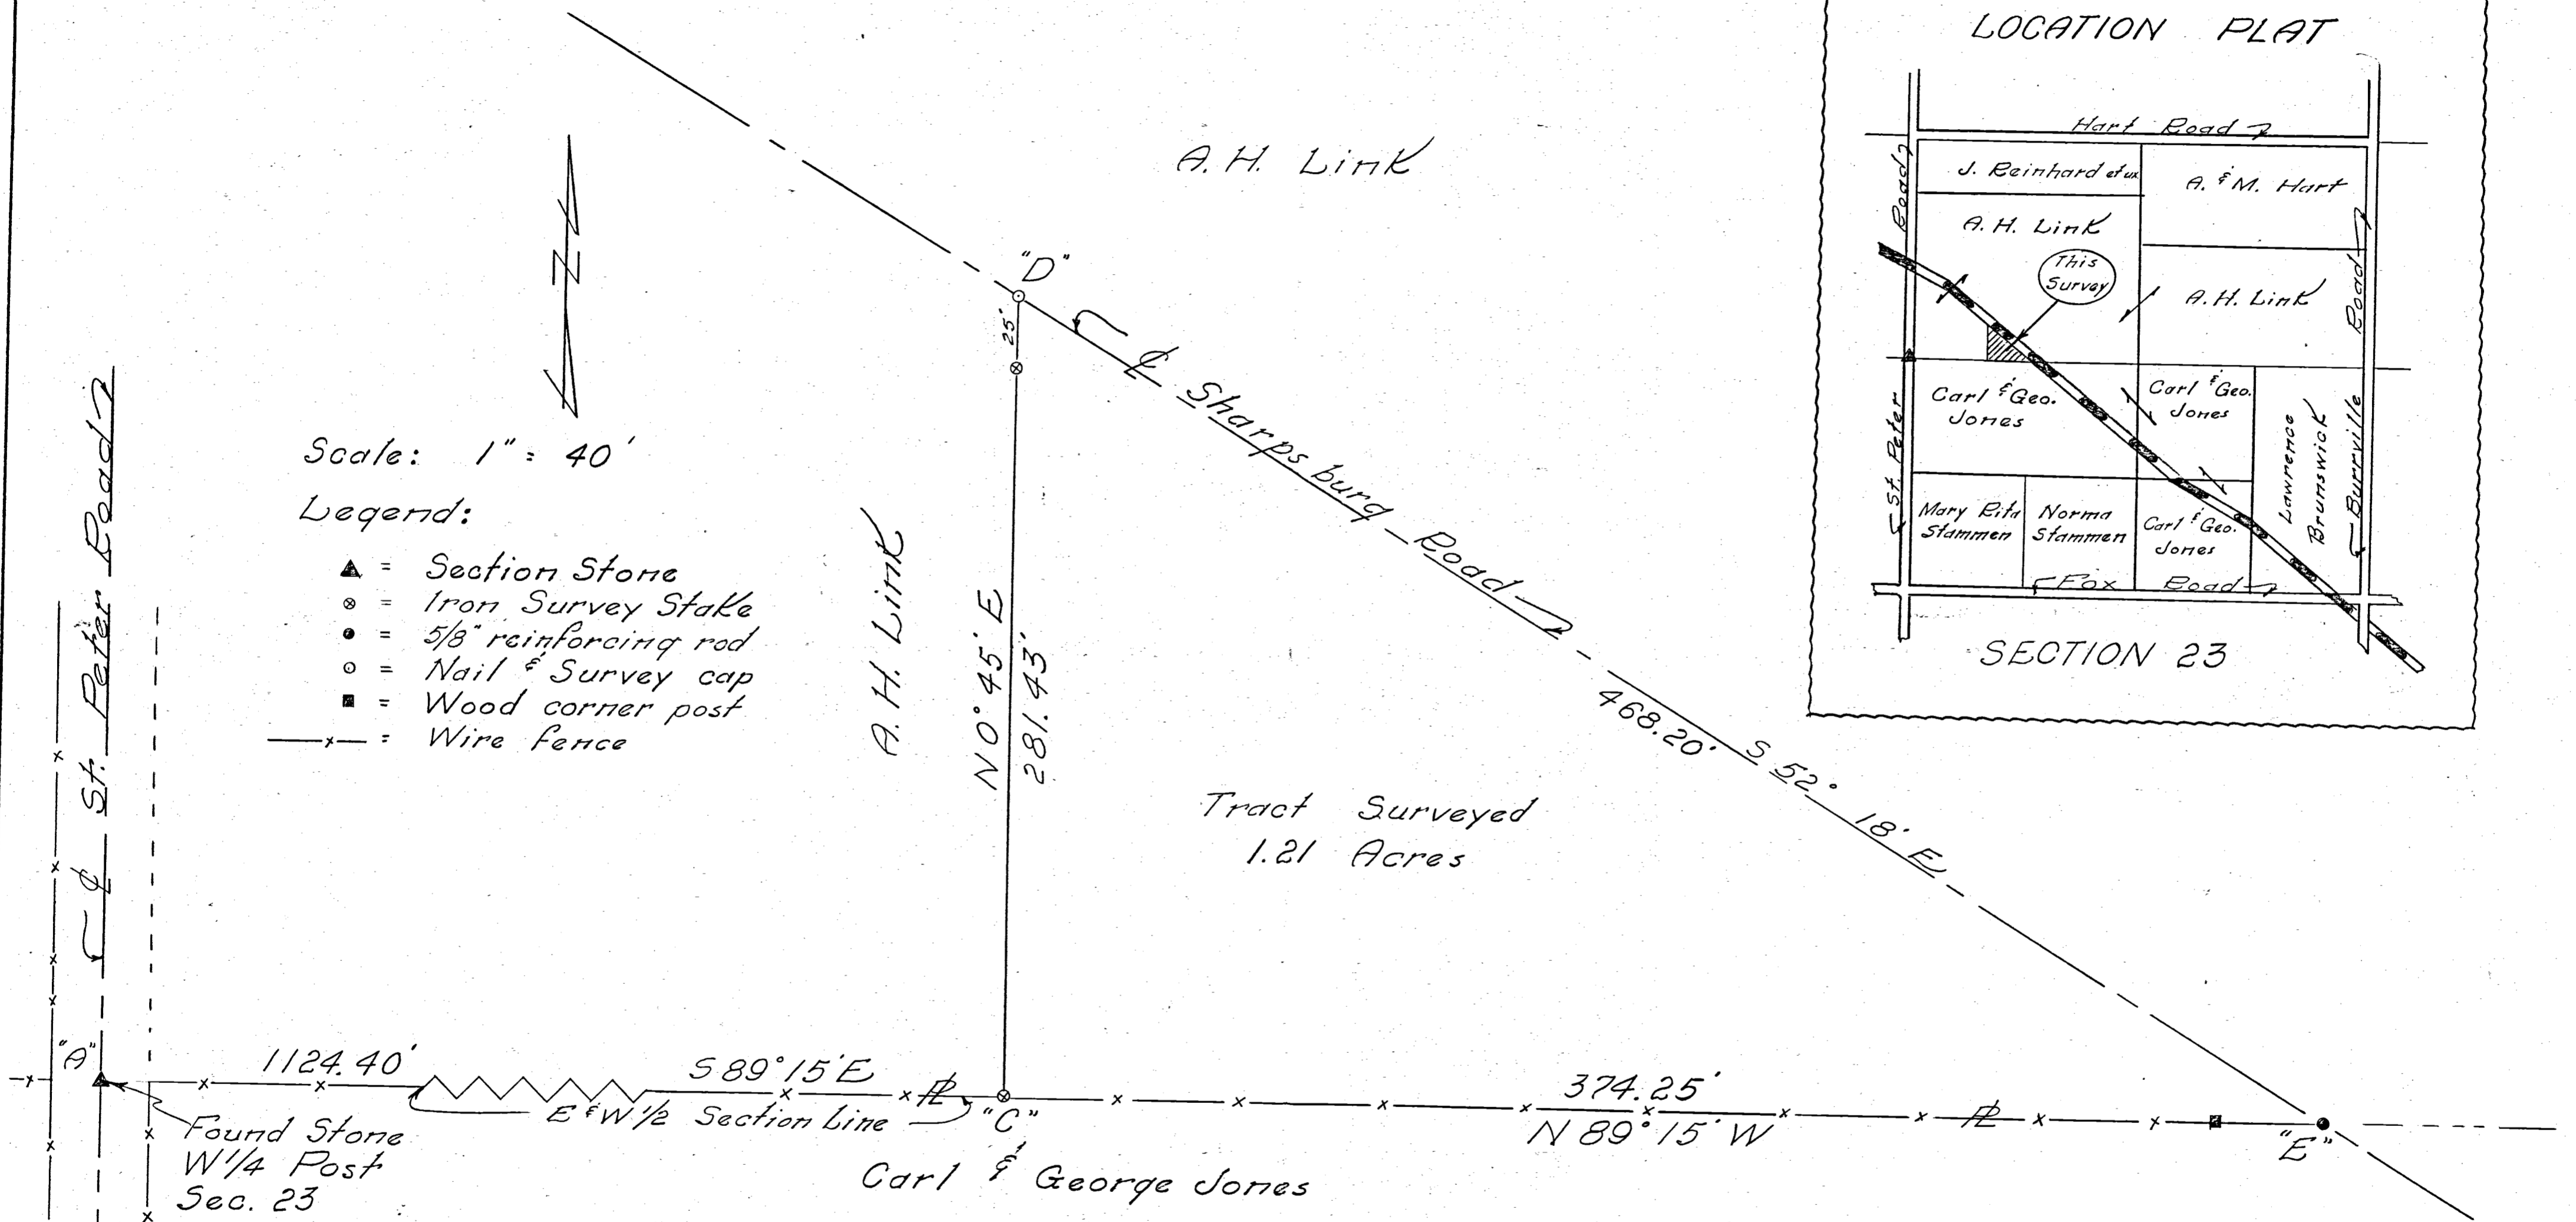 LOCATION PLAT
Hart Road
J. Reinhard et ux
A. & M. Hart
Road
A. H. Link
This
Survey
A. H. Link
Road
Carl & Geo.
Jones
Carl & Geo.
Jones
Lawrence
Brunswick
St. Peter
Burrville
Mary Rita
Stammen
Norma
Stammen
Carl & Geo.
Jones
Fox Road
SECTION 23
A. H. Link
N
"D"
25'
℄ Sharpsburg Road
Scale: 1" = 40'
Legend:
▲ = Section Stone
⊗ = Iron Survey Stake
● = 5/8" reinforcing rod
⊙ = Nail & Survey cap
■ = Wood corner post
—x— = Wire fence
℄ St. Peter Road
A. H. Link
N 0° 45' E
281.43'
468.20'
S 52° 18' E
Tract Surveyed
1.21 Acres
"A"
1124.40'
S 89° 15' E
E & W 1/2 Section Line
PL
"C"
374.25'
N 89° 15' W
PL
"E"
Found Stone
W 1/4 Post
Sec. 23
Carl & George Jones